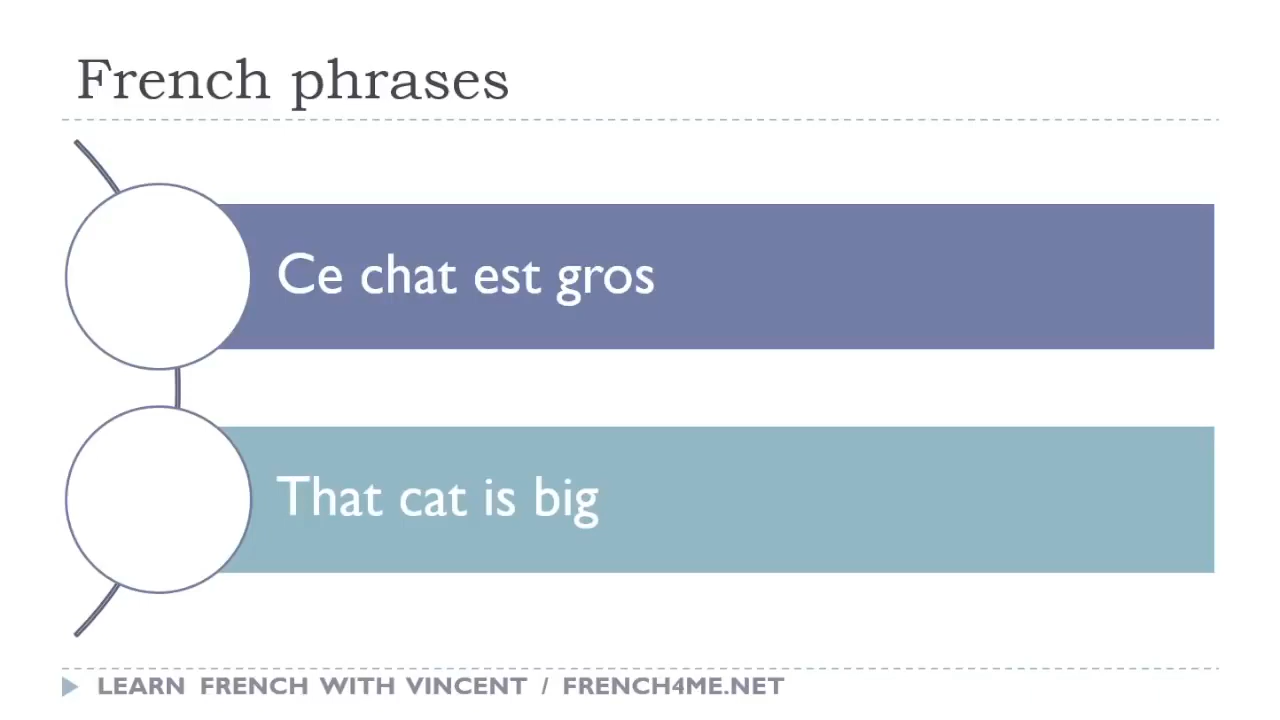 French phrases
Ce chat est gros
That cat is big
LEARN FRENCH WITH VINCENT / FRENCH4ME.NET